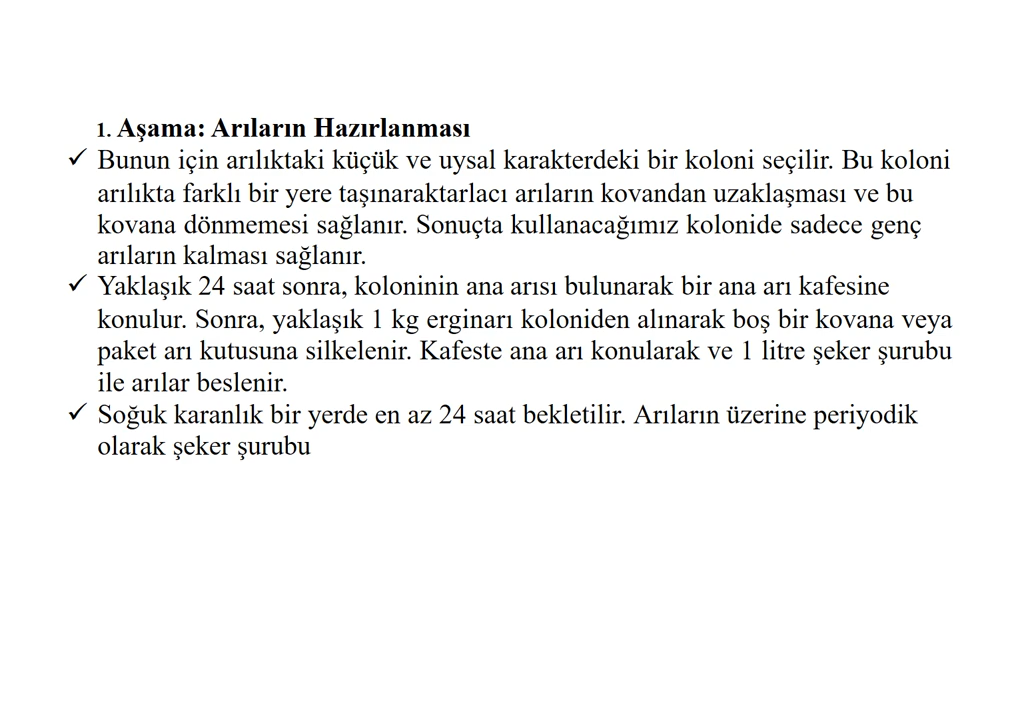 1. Aşama: Arıların Hazırlanması
✓ Bunun için arılıktaki küçük ve uysal karakterdeki bir koloni seçilir. Bu koloni
arılıkta farklı bir yere taşınaraktarlacı arıların kovandan uzaklaşması ve bu
kovana dönmemesi sağlanır. Sonuçta kullanacağımız kolonide sadece genç
arıların kalması sağlanır.
✓ Yaklaşık 24 saat sonra, koloninin ana arısı bulunarak bir ana arı kafesine
konulur. Sonra, yaklaşık 1 kg erginarı koloniden alınarak boş bir kovana veya
paket arı kutusuna silkelenir. Kafeste ana arı konularak ve 1 litre şeker şurubu
ile arılar beslenir.
✓ Soğuk karanlık bir yerde en az 24 saat bekletilir. Arıların üzerine periyodik
olarak şeker şurubu